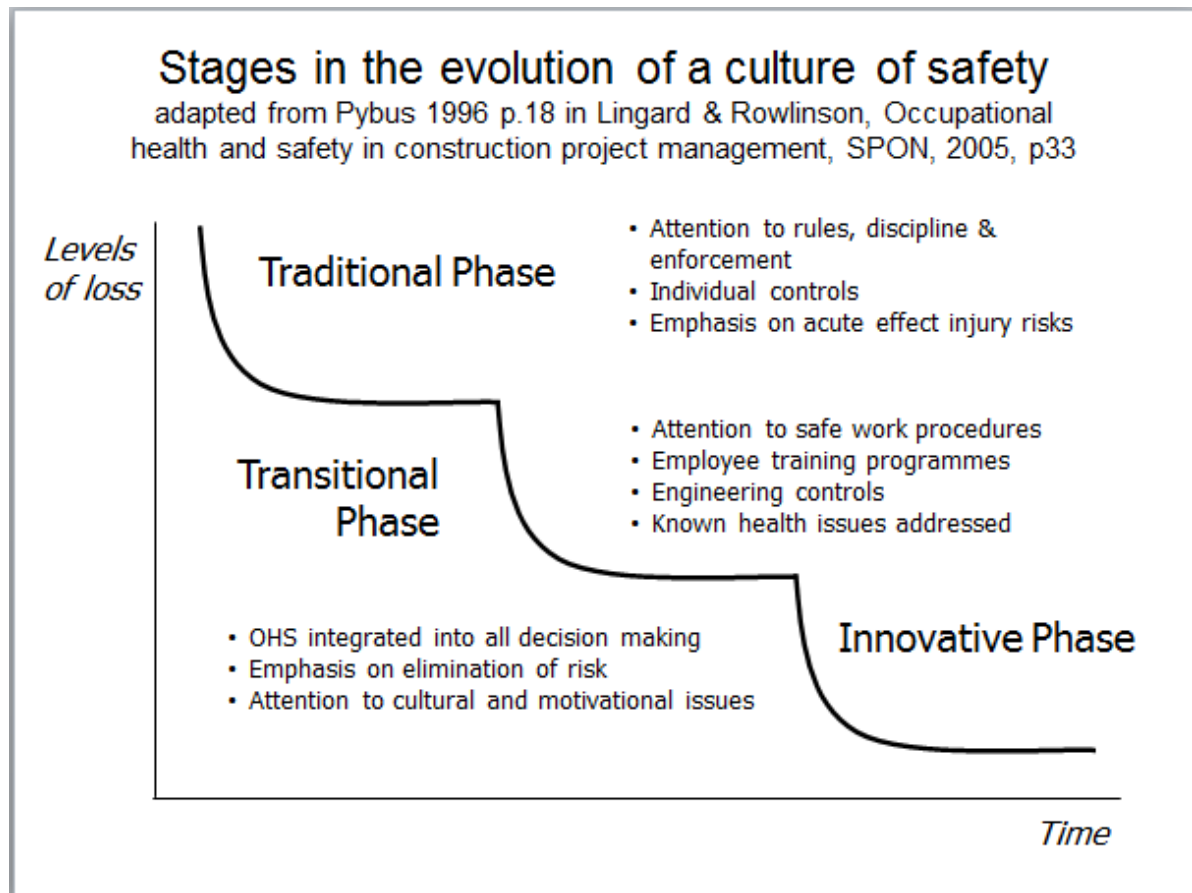 Stages in the evolution of a culture of safety
adapted from Pybus 1996 p.18 in Lingard & Rowlinson, Occupational
health and safety in construction project management, SPON, 2005, p33
Levels
of loss
Traditional Phase
• Attention to rules, discipline &
enforcement
• Individual controls
• Emphasis on acute effect injury risks
Transitional
Phase
• Attention to safe work procedures
• Employee training programmes
• Engineering controls
• Known health issues addressed
Innovative Phase
• OHS integrated into all decision making
• Emphasis on elimination of risk
• Attention to cultural and motivational issues
Time